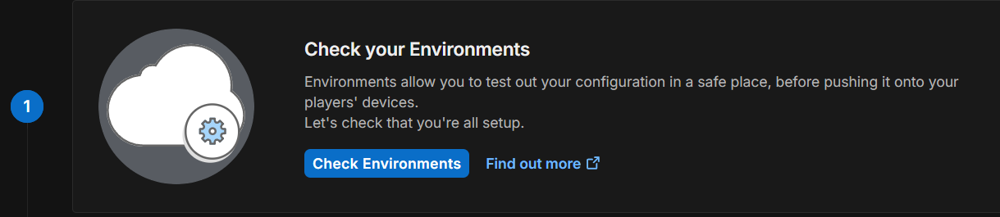 1
Check your Environments
Environments allow you to test out your configuration in a safe place, before pushing it onto your
players' devices.
Let's check that you're all setup.
Check Environments
Find out more